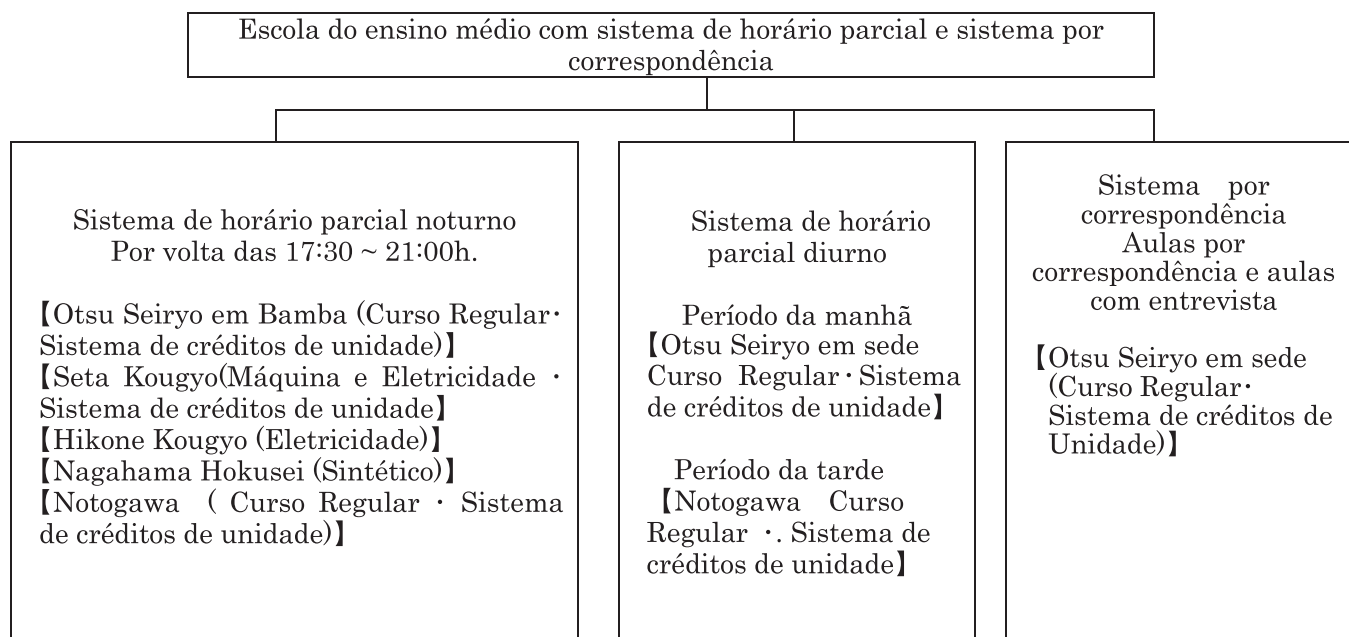 Escola do ensino médio com sistema de horário parcial e sistema por
correspondência
Sistema de horário parcial noturno
Por volta das 17:30 ~ 21:00h.
【Otsu Seiryo em Bamba (Curso Regular·
Sistema de créditos de unidade)】
【Seta Kougyo(Máquina e Eletricidade ·
Sistema de créditos de unidade】
【Hikone Kougyo (Eletricidade)】
【Nagahama Hokusei (Sintético)】
【Notogawa ( Curso Regular · Sistema
de créditos de unidade)】
Sistema de horário
parcial diurno
Período da manhã
【Otsu Seiryo em sede
Curso Regular·Sistema
de créditos de unidade】
Período da tarde
【Notogawa Curso
Regular ·. Sistema de
créditos de unidade】
Sistema por
correspondência
Aulas por
correspondência e aulas
com entrevista
【Otsu Seiryo em sede
(Curso Regular·
Sistema de créditos de
Unidade)】